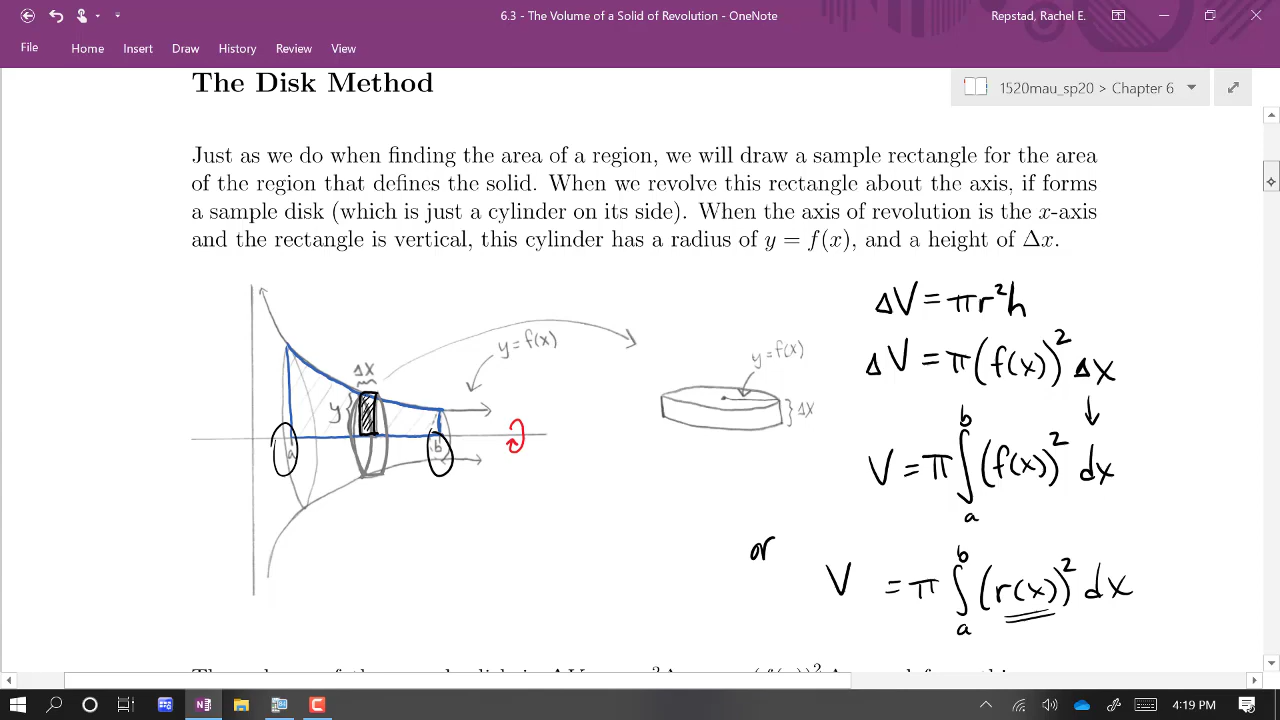 6.3 - The Volume of a Solid of Revolution - OneNote
Repstad, Rachel E.
File Home Insert Draw History Review View
The Disk Method
1520mau_sp20 > Chapter 6
Just as we do when finding the area of a region, we will draw a sample rectangle for the area
of the region that defines the solid. When we revolve this rectangle about the axis, if forms
a sample disk (which is just a cylinder on its side). When the axis of revolution is the x-axis
and the rectangle is vertical, this cylinder has a radius of y = f(x), and a height of Δx.
ΔV = πr²h
y = f(x)
Δx
y
a
b
y = f(x)
Δx
ΔV = π(f(x))² Δx
V = π∫ₐᵇ (f(x))² dx
or
V = π∫ₐᵇ (r(x))² dx
4:19 PM